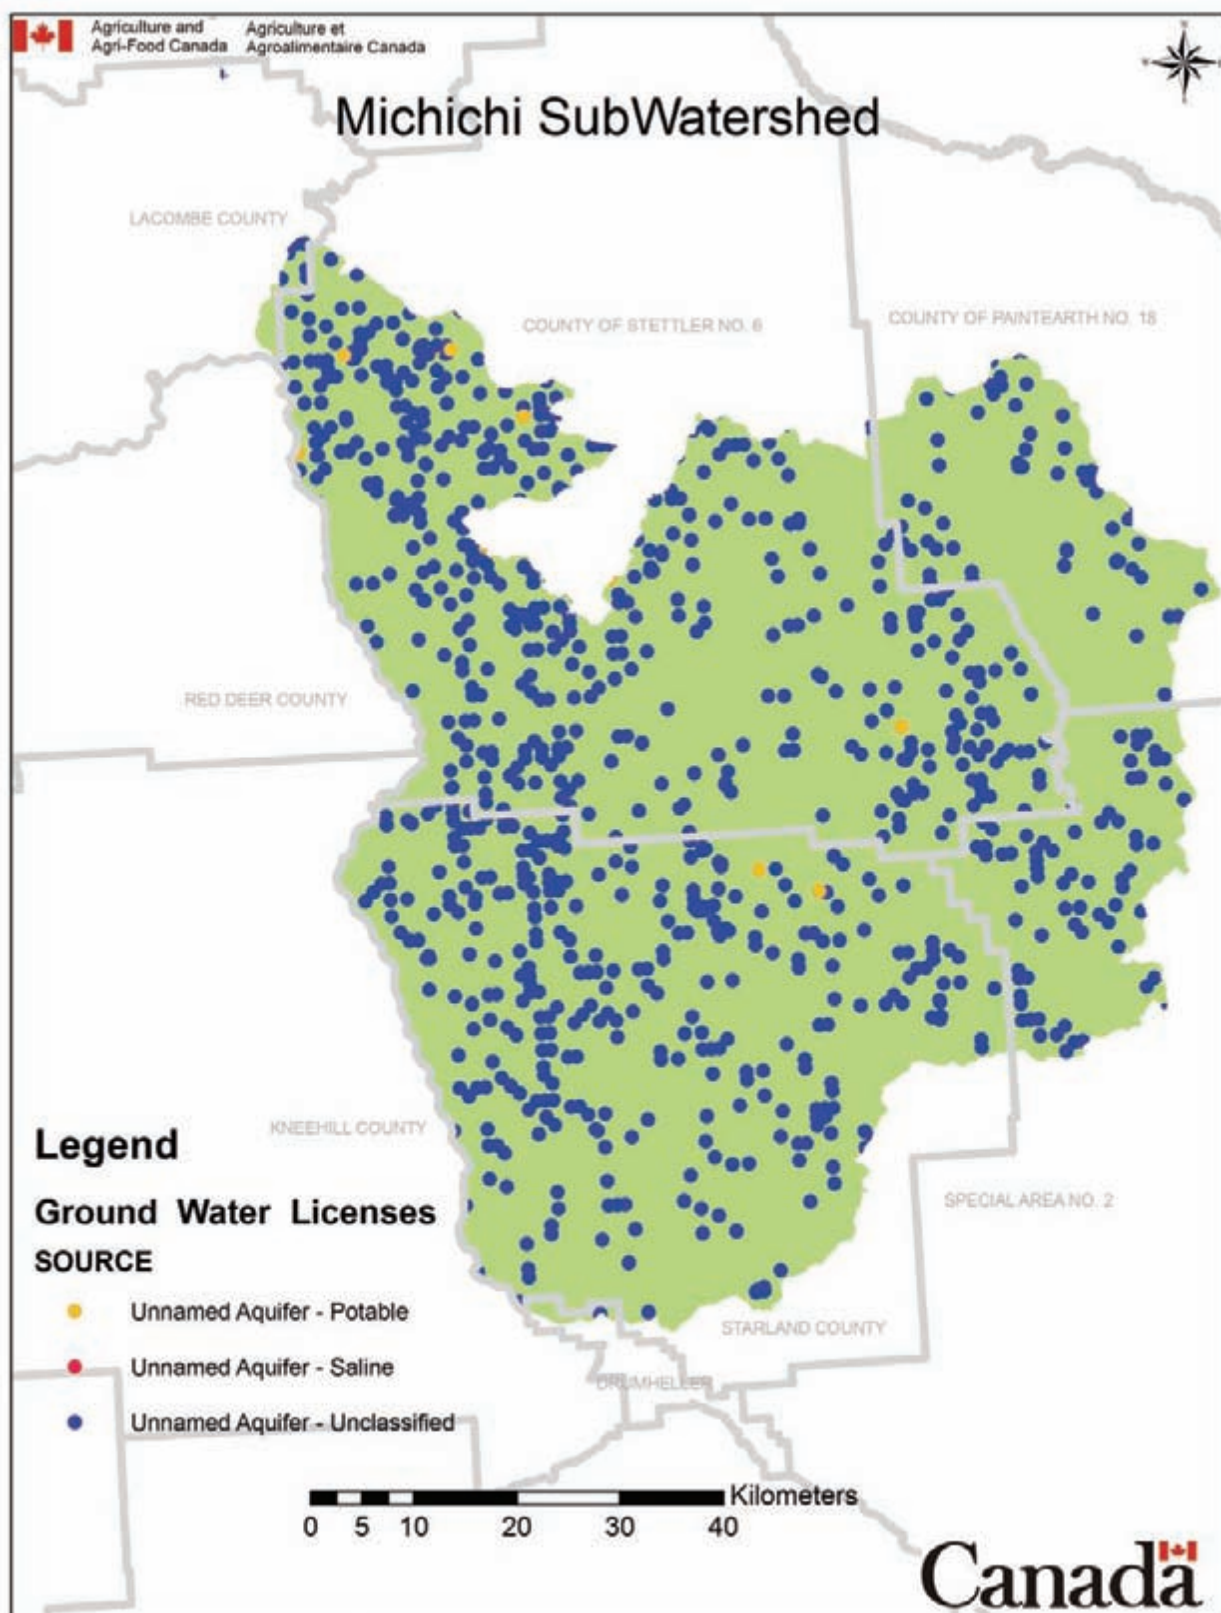 Agriculture and Agriculture et
Agri-Food Canada Agroalimentaire Canada
Michichi SubWatershed
LACOMBE COUNTY
COUNTY OF STETTLER NO. 6
COUNTY OF PAINTEARTH NO. 18
RED DEER COUNTY
KNEEHILL COUNTY
SPECIAL AREA NO. 2
STARLAND COUNTY
DRUMHELLER
Legend
Ground Water Licenses
SOURCE
Unnamed Aquifer - Potable
Unnamed Aquifer - Saline
Unnamed Aquifer - Unclassified
Kilometers
0 5 10 20 30 40
Canada